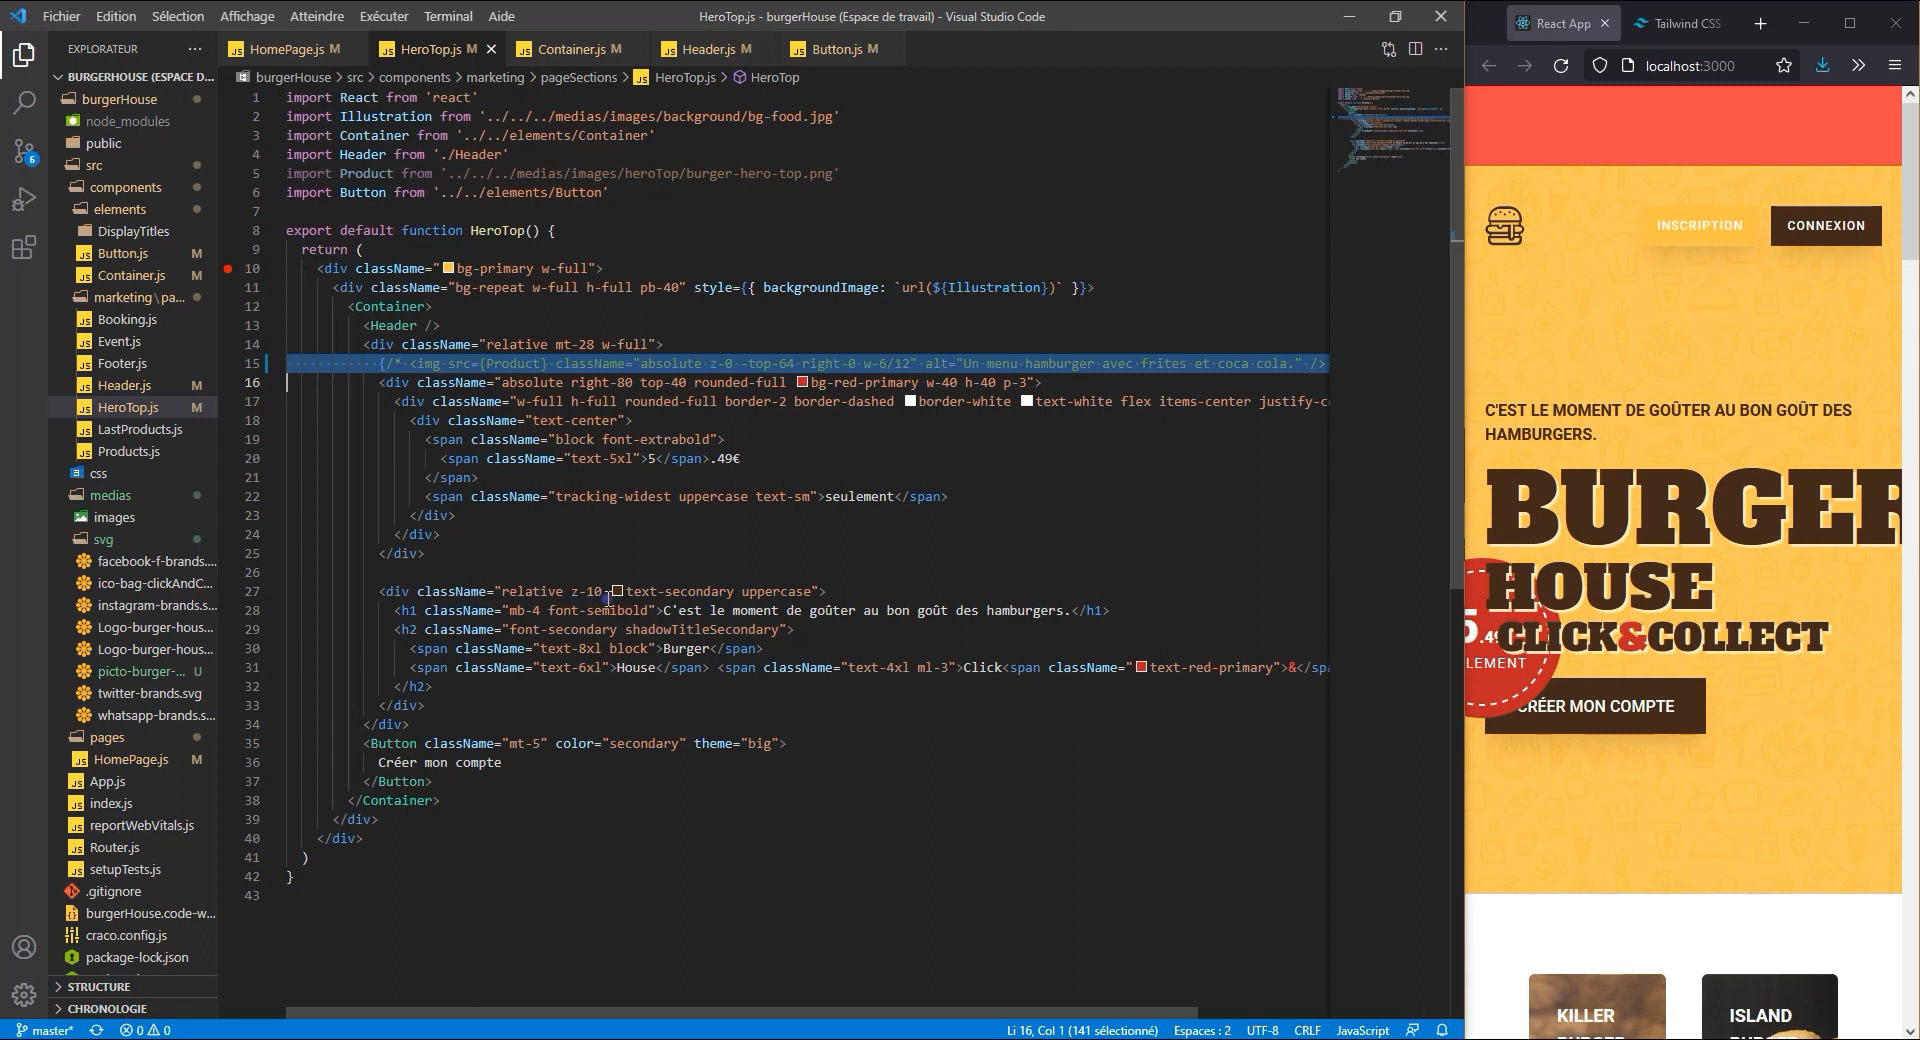 Fichier Edition Sélection Affichage Atteindre Exécuter Terminal Aide
HeroTop.js - burgerHouse (Espace de travail) - Visual Studio Code
React App
Tailwind CSS
localhost:3000
EXPLORATEUR
BURGERHOUSE (ESPACE D...
burgerHouse
node_modules
public
src
components
elements
DisplayTitles
Button.js M
Container.js M
marketing\pa...
Booking.js
Event.js
Footer.js
Header.js M
HeroTop.js M
LastProducts.js
Products.js
css
medias
images
svg
facebook-f-brands....
ico-bag-clickAndC...
instagram-brands.s...
Logo-burger-hous...
Logo-burger-hous...
picto-burger-... U
twitter-brands.svg
whatsapp-brands.s...
pages
HomePage.js M
App.js
index.js
reportWebVitals.js
Router.js
setupTests.js
.gitignore
burgerHouse.code-w...
craco.config.js
package-lock.json
STRUCTURE
CHRONOLOGIE
6
HomePage.js M HeroTop.js M Container.js M Header.js M Button.js M
burgerHouse > src > components > marketing > pageSections > HeroTop.js > HeroTop
1 import React from 'react'
2 import Illustration from '../../../medias/images/background/bg-food.jpg'
3 import Container from '../../elements/Container'
4 import Header from './Header'
5 import Product from '../../../medias/images/heroTop/burger-hero-top.png'
6 import Button from '../../elements/Button'
7
8 export default function HeroTop() {
9 return (
10 <div className="bg-primary w-full">
11 <div className="bg-repeat w-full h-full pb-40" style={{ backgroundImage: `url(${Illustration})` }}>
12 <Container>
13 <Header />
14 <div className="relative mt-28 w-full">
15 {/* <img src={Product} className="absolute z-0 -top-64 right-0 w-6/12" alt="Un menu hamburger avec frites et coca cola." />
16 <div className="absolute right-80 top-40 rounded-full bg-red-primary w-40 h-40 p-3">
17 <div className="w-full h-full rounded-full border-2 border-dashed border-white text-white flex items-center justify-c
18 <div className="text-center">
19 <span className="block font-extrabold">
20 <span className="text-5xl">5</span>.49€
21 </span>
22 <span className="tracking-widest uppercase text-sm">seulement</span>
23 </div>
24 </div>
25 </div>
26
27 <div className="relative z-10 text-secondary uppercase">
28 <h1 className="mb-4 font-semibold">C'est le moment de goûter au bon goût des hamburgers.</h1>
29 <h2 className="font-secondary shadowTitleSecondary">
30 <span className="text-8xl block">Burger</span>
31 <span className="text-6xl">House</span> <span className="text-4xl ml-3">Click<span className="text-red-primary">&</spa
32 </h2>
33 </div>
34 </div>
35 <Button className="mt-5" color="secondary" theme="big">
36 Créer mon compte
37 </Button>
38 </Container>
39 </div>
40 </div>
41 )
42 }
43
INSCRIPTION CONNEXION
C'EST LE MOMENT DE GOÛTER AU BON GOÛT DES
HAMBURGERS.
BURGER
HOUSE
5.49
CLICK&COLLECT
LEMENT
CRÉER MON COMPTE
KILLER
ISLAND
master* 0 0
Li 16, Col 1 (141 sélectionné) Espaces : 2 UTF-8 CRLF JavaScript